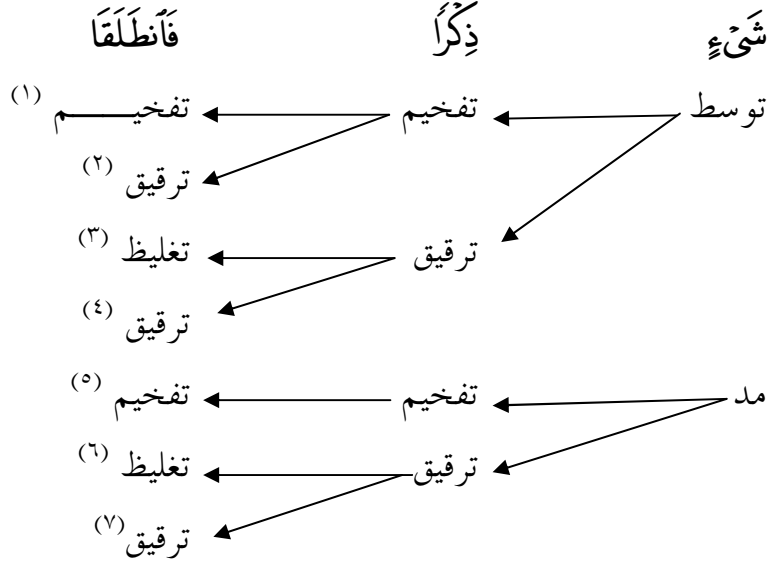 شَىْءٍ ذِكْرًا فَٱنطَلَقَا
توسط تفخيم تفخيـــــم (١)
ترقيق (٢)
ترقيق تغليظ (٣)
ترقيق (٤)
مد تفخيم تفخيم (٥)
ترقيق تغليظ (٦)
ترقيق (٧)